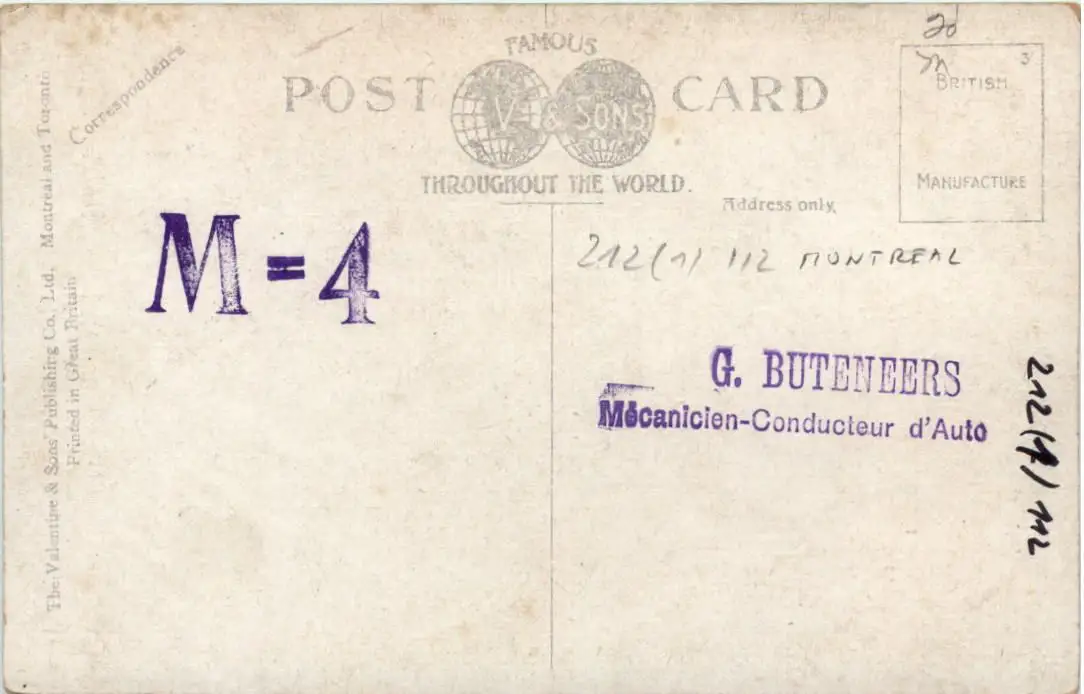 FAMOUS
POST CARD
V. & SONS
THROUGHOUT THE WORLD.
Correspondence
Address only.
20
m
3
BRITISH
MANUFACTURE
The Valentine & Sons' Publishing Co., Ltd., Montreal and Toronto
Printed in Great Britain
M=4
212(1) 112 MONTREAL
G. BUTENEERS
Mécanicien-Conducteur d'Auto
212(1) 112